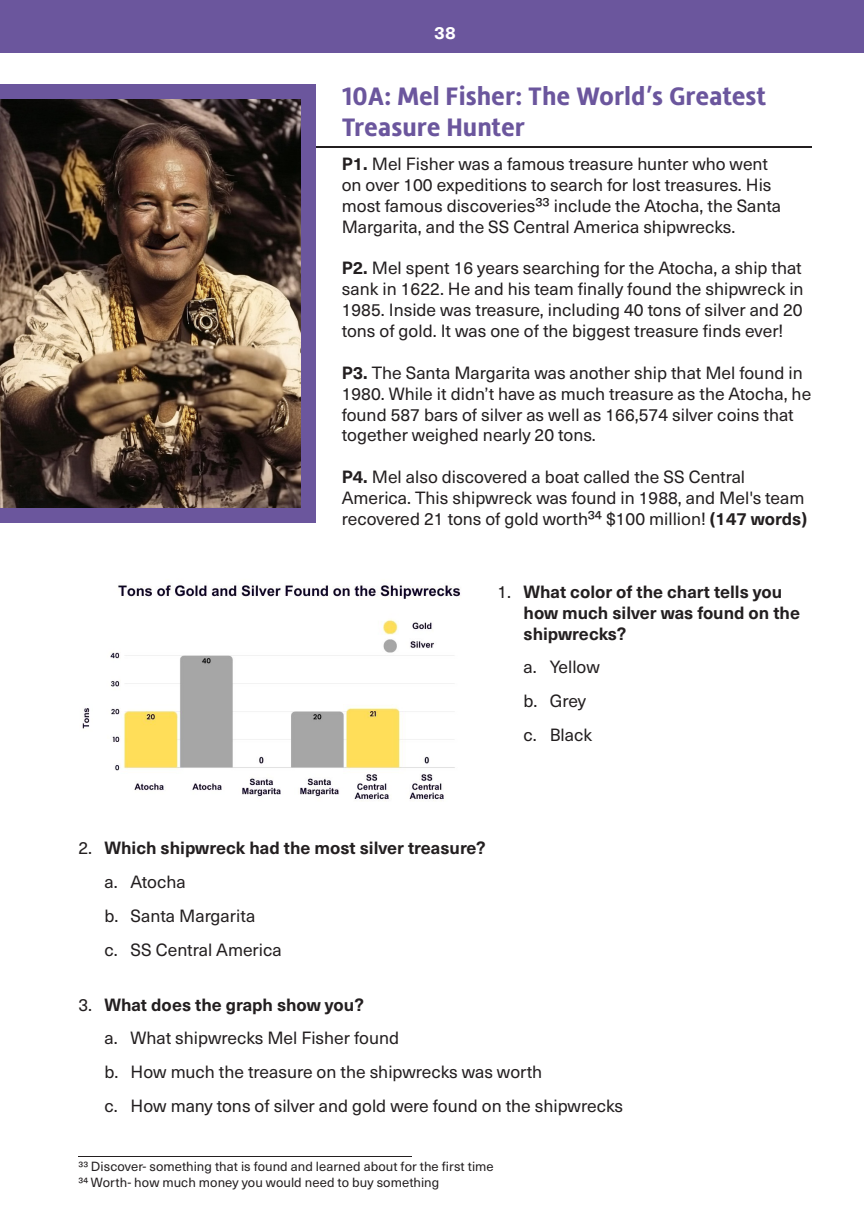 38
10A: Mel Fisher: The World’s Greatest
Treasure Hunter
P1. Mel Fisher was a famous treasure hunter who went
on over 100 expeditions to search for lost treasures. His
most famous discoveries³³ include the Atocha, the Santa
Margarita, and the SS Central America shipwrecks.
P2. Mel spent 16 years searching for the Atocha, a ship that
sank in 1622. He and his team finally found the shipwreck in
1985. Inside was treasure, including 40 tons of silver and 20
tons of gold. It was one of the biggest treasure finds ever!
P3. The Santa Margarita was another ship that Mel found in
1980. While it didn’t have as much treasure as the Atocha, he
found 587 bars of silver as well as 166,574 silver coins that
together weighed nearly 20 tons.
P4. Mel also discovered a boat called the SS Central
America. This shipwreck was found in 1988, and Mel's team
recovered 21 tons of gold worth³⁴ $100 million! (147 words)
Tons of Gold and Silver Found on the Shipwrecks
Gold
Silver
Tons
40
30
20
10
0
20
40
0
20
21
0
Atocha
Atocha
Santa
Margarita
Santa
Margarita
SS
Central
America
SS
Central
America
1. What color of the chart tells you
how much silver was found on the
shipwrecks?
a. Yellow
b. Grey
c. Black
2. Which shipwreck had the most silver treasure?
a. Atocha
b. Santa Margarita
c. SS Central America
3. What does the graph show you?
a. What shipwrecks Mel Fisher found
b. How much the treasure on the shipwrecks was worth
c. How many tons of silver and gold were found on the shipwrecks
³³ Discover- something that is found and learned about for the first time
³⁴ Worth- how much money you would need to buy something